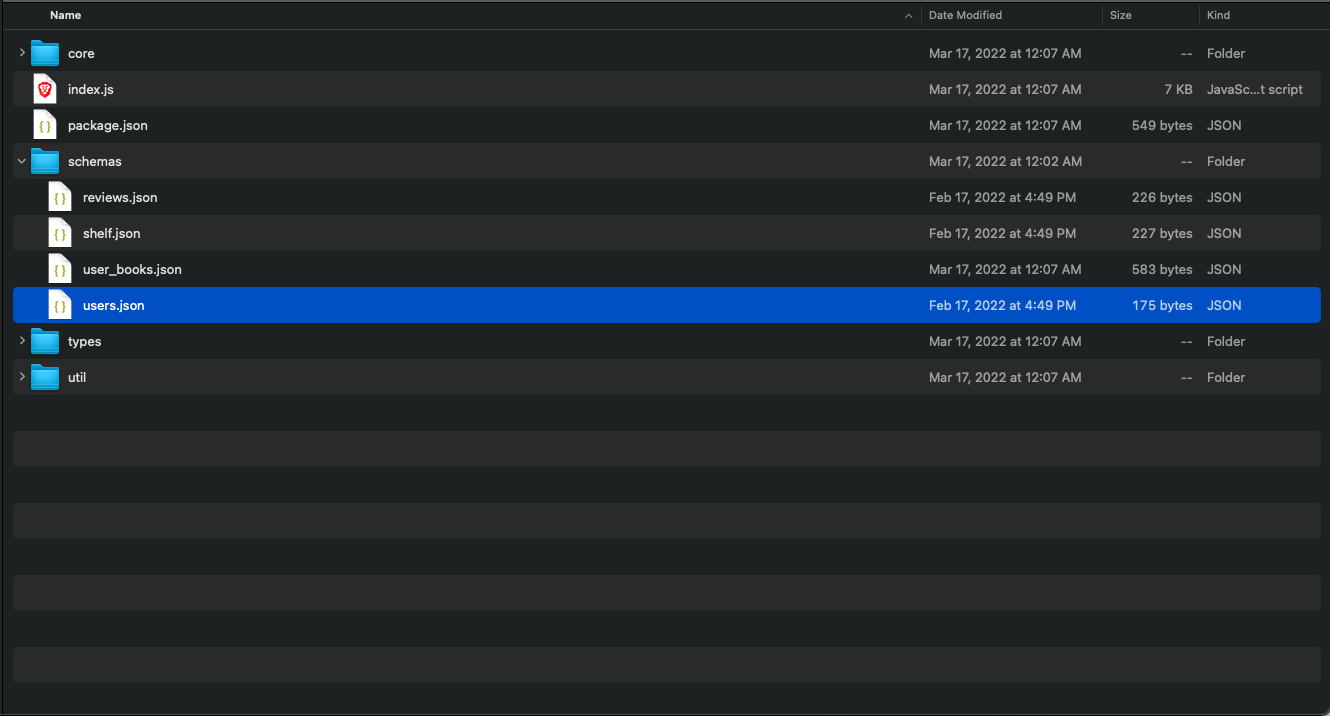 Name Date Modified Size Kind
core Mar 17, 2022 at 12:07 AM -- Folder
index.js Mar 17, 2022 at 12:07 AM 7 KB JavaSc...t script
package.json Mar 17, 2022 at 12:07 AM 549 bytes JSON
schemas Mar 17, 2022 at 12:02 AM -- Folder
reviews.json Feb 17, 2022 at 4:49 PM 226 bytes JSON
shelf.json Feb 17, 2022 at 4:49 PM 227 bytes JSON
user_books.json Mar 17, 2022 at 12:07 AM 583 bytes JSON
users.json Feb 17, 2022 at 4:49 PM 175 bytes JSON
types Mar 17, 2022 at 12:07 AM -- Folder
util Mar 17, 2022 at 12:07 AM -- Folder